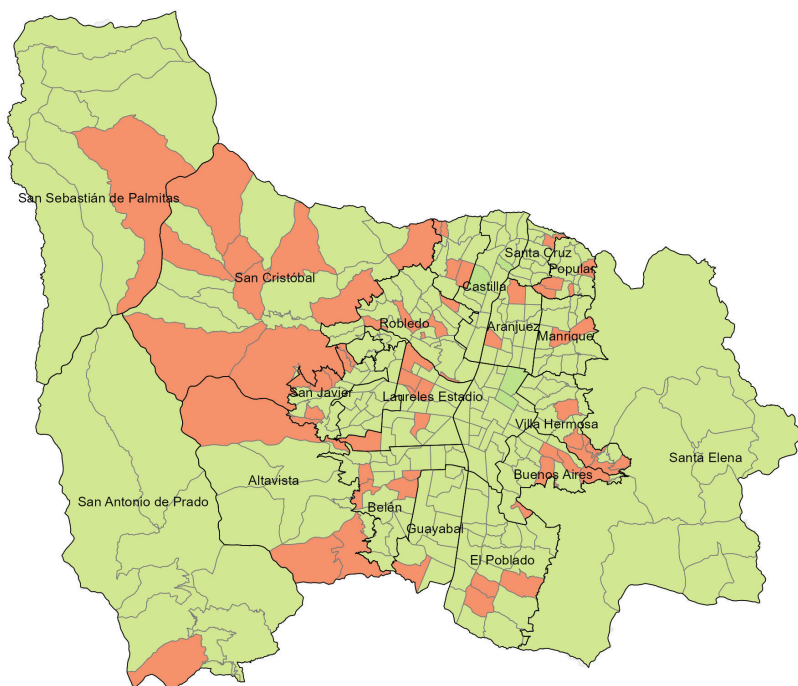 San Sebastián de Palmitas
San Cristóbal
Santa Cruz
Popular
Castilla
Robledo
Aranjuez
Manrique
San Javier
Laureles Estadio
Villa Hermosa
Santa Elena
Buenos Aires
Altavista
San Antonio de Prado
Belén
Guayabal
El Poblado